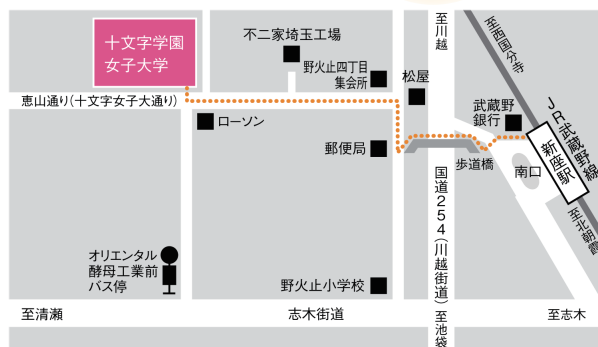 十文字学園
女子大学
不二家埼玉工場
野火止四丁目
集会所
至川越
至西国分寺
松屋
武蔵野
銀行
JR武蔵野線
新座駅
恵山通り(十文字女子大通り)
ローソン
郵便局
歩道橋
南口
国道254(川越街道)
至北朝霞
オリエンタル
酵母工業前
バス停
野火止小学校
至清瀬
志木街道
至池袋
至志木